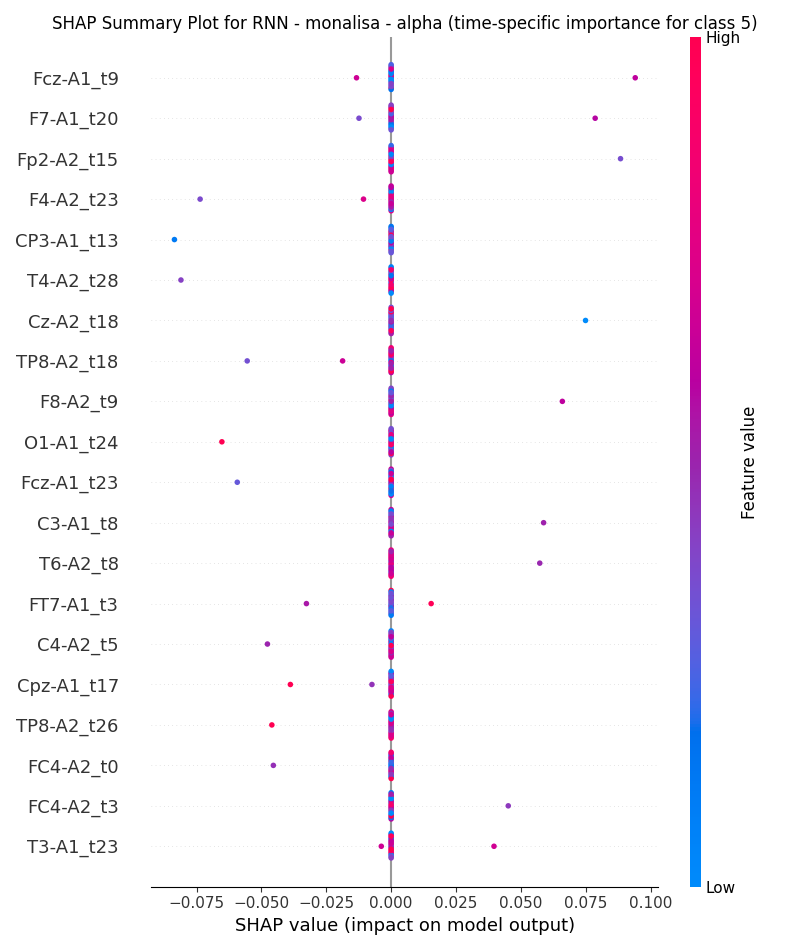 SHAP Summary Plot for RNN - monalisa - alpha (time-specific importance for class 5)
High
Fcz-A1_t9
F7-A1_t20
Fp2-A2_t15
F4-A2_t23
CP3-A1_t13
T4-A2_t28
Cz-A2_t18
TP8-A2_t18
F8-A2_t9
O1-A1_t24
Fcz-A1_t23
C3-A1_t8
T6-A2_t8
FT7-A1_t3
C4-A2_t5
Cpz-A1_t17
TP8-A2_t26
FC4-A2_t0
FC4-A2_t3
T3-A1_t23
Feature value
Low
−0.075 −0.050 −0.025 0.000 0.025 0.050 0.075 0.100
SHAP value (impact on model output)